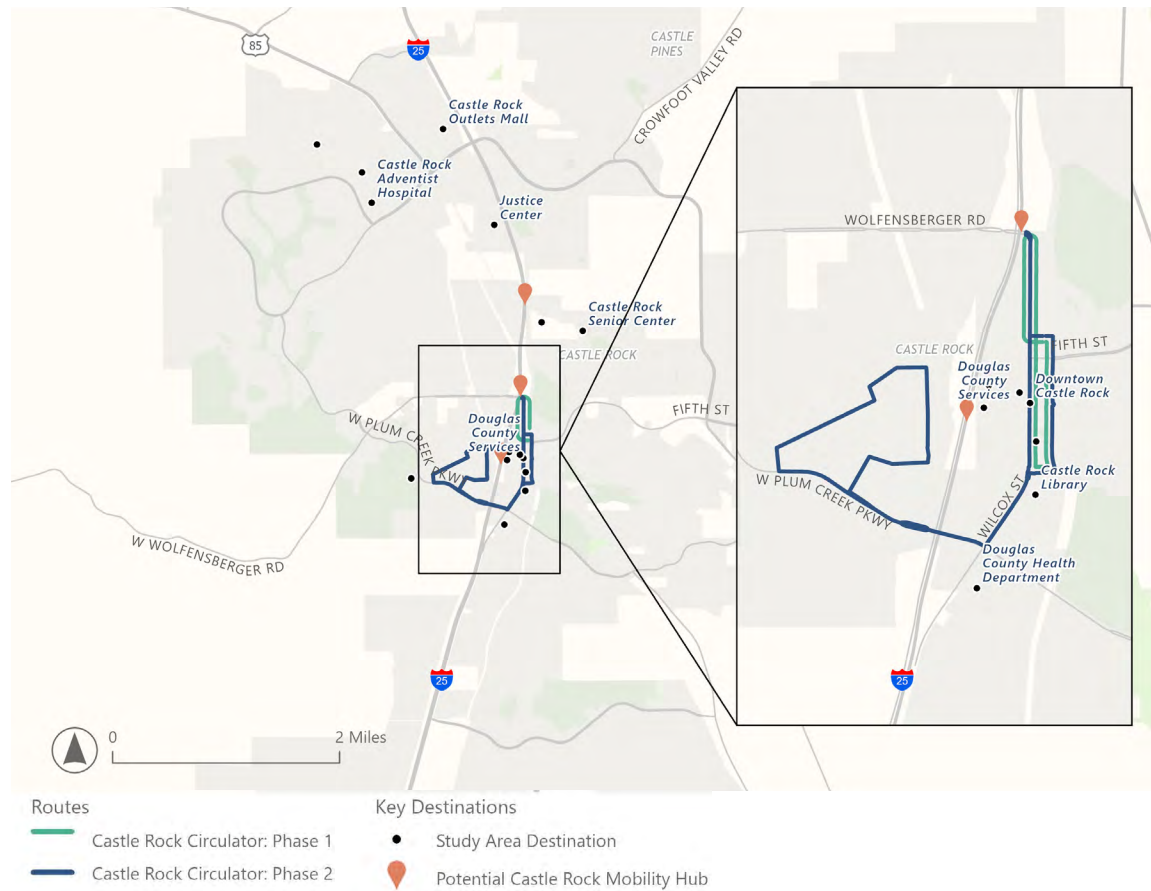 85
25
CASTLE
PINES
CROWFOOT VALLEY RD
Castle Rock
Outlets Mall
Castle Rock
Adventist
Hospital
Justice
Center
Castle Rock
Senior Center
CASTLE ROCK
Douglas
County
Services
FIFTH ST
W PLUM CREEK PKWY
W WOLFENSBERGER RD
25
WOLFENSBERGER RD
FIFTH ST
CASTLE ROCK
Douglas
County
Services
Downtown
Castle Rock
Castle Rock
Library
WILCOX ST
W PLUM CREEK PKWY
Douglas
County Health
Department
25
0 2 Miles
Routes
Castle Rock Circulator: Phase 1
Castle Rock Circulator: Phase 2
Key Destinations
Study Area Destination
Potential Castle Rock Mobility Hub